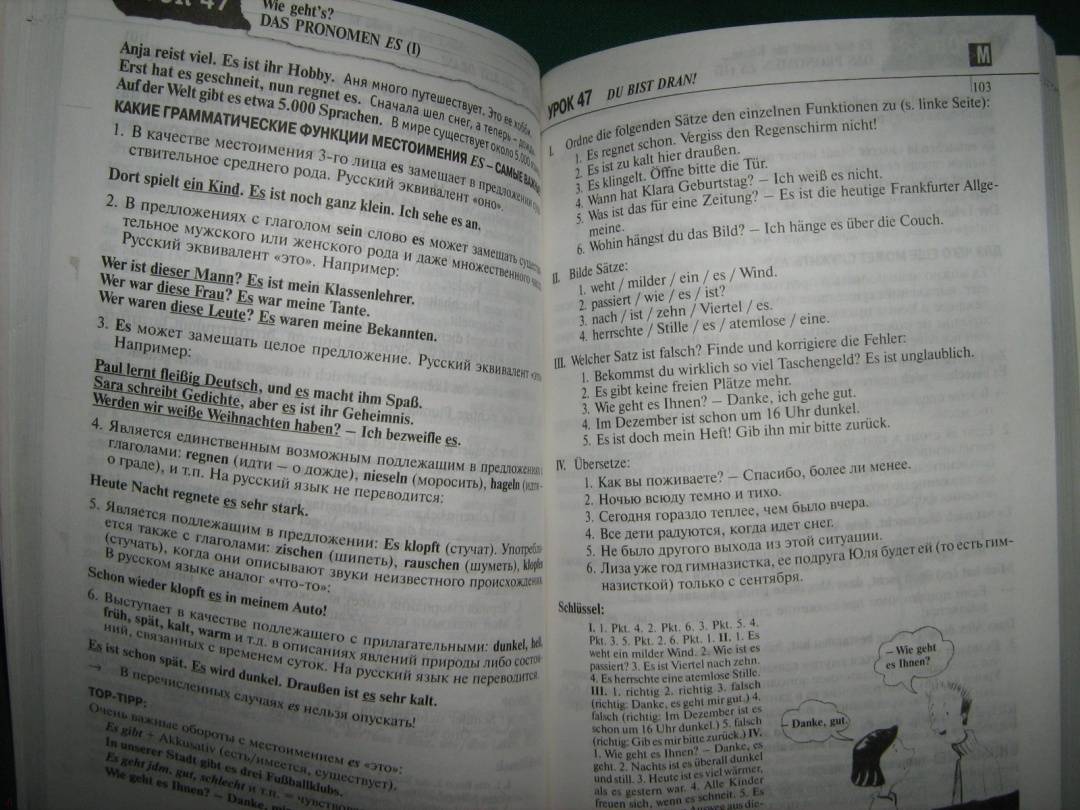 47
Wie geht's?
DAS PRONOMEN ES (I)
Anja reist viel. Es ist ihr Hobby. Аня много путешествует. Это ее хобби.
Erst hat es geschneit, nun regnet es. Сначала шел снег, а теперь – дождь.
Auf der Welt gibt es etwa 5.000 Sprachen. В мире существует около 5.000
КАКИЕ ГРАММАТИЧЕСКИЕ ФУНКЦИИ МЕСТОИМЕНИЯ ES – САМЫЕ
1. В качестве местоимения 3-го лица es замещает в предложении
ствительное среднего рода. Русский эквивалент «оно».
Dort spielt ein Kind. Es ist noch ganz klein. Ich sehe es an,
2. В предложениях с глаголом sein слово es может замещать
тельное мужского или женского рода и даже множественного
Русский эквивалент «это». Например:
Wer ist dieser Mann? Es ist mein Klassenlehrer.
Wer war diese Frau? Es war meine Tante.
Wer waren diese Leute? Es waren meine Bekannten.
3. Es может замещать целое предложение. Русский эквивалент
Например:
Paul lernt fleißig Deutsch, und es macht ihm Spaß.
Sara schreibt Gedichte, aber es ist ihr Geheimnis.
Werden wir weiße Weihnachten haben? – Ich bezweifle es.
4. Является единственным возможным подлежащим в предложениях
глаголами: regnen (идти – о дожде), nieseln (моросить), hageln (идти –
о граде), и т.п. На русский язык не переводится:
Heute Nacht regnete es sehr stark.
5. Является подлежащим в предложении: Es klopft (стучат).
ется также с глаголами: zischen (шипеть), rauschen (шуметь), klopfen
(стучать), когда они описывают звуки неизвестного происхождения.
В русском языке аналог «что-то»:
Schon wieder klopft es in meinem Auto!
6. Выступает в качестве подлежащего с прилагательными: dunkel, hell,
früh, spät, kalt, warm и т.д. в описаниях явлений природы либо
ний, связанных с временем суток. На русский язык не переводится
Es ist schon spät. Es wird dunkel. Draußen ist es sehr kalt.
→ В перечисленных случаях es нельзя опускать!
TOP-TIPP:
Очень важные обороты с местоимением es «это»:
Es gibt + Akkusativ (есть/имеется, существует).
In unserer Stadt gibt es drei Fußballklubs.
Es geht jdm. gut, schlecht и т.п. –
Wie geht es Ihnen? – Danke,
M
103
УРОК 47 DU BIST DRAN!
I. Ordne die folgenden Sätze den einzelnen Funktionen zu (s. linke Seite):
1. Es regnet schon. Vergiss den Regenschirm nicht!
2. Es ist zu kalt hier draußen.
3. Es klingelt. Öffne bitte die Tür.
4. Wann hat Klara Geburtstag? – Ich weiß es nicht.
5. Was ist das für eine Zeitung? – Es ist die heutige Frankfurter Allge-
meine.
6. Wohin hängst du das Bild? – Ich hänge es über die Couch.
II. Bilde Sätze:
1. weht / milder / ein / es / Wind.
2. passiert / wie / es / ist?
3. nach / ist / zehn / Viertel / es.
4. herrschte / Stille / es / atemlose / eine.
III. Welcher Satz ist falsch? Finde und korrigiere die Fehler:
1. Bekommst du wirklich so viel Taschengeld? Es ist unglaublich.
2. Es gibt keine freien Plätze mehr.
3. Wie geht es Ihnen? – Danke, ich gehe gut.
4. Im Dezember ist schon um 16 Uhr dunkel.
5. Es ist doch mein Heft! Gib ihn mir bitte zurück.
IV. Übersetze:
1. Как вы поживаете? – Спасибо, более ли менее.
2. Ночью всюду темно и тихо.
3. Сегодня гораздо теплее, чем было вчера.
4. Все дети радуются, когда идет снег.
5. Не было другого выхода из этой ситуации.
6. Лиза уже год гимназистка, ее подруга Юля будет ей (то есть гим-
назисткой) только с сентября.
Schlüssel:
I. 1. Pkt. 4. 2. Pkt. 6. 3. Pkt. 5. 4.
Pkt. 3. 5. Pkt. 2. 6. Pkt. 1. II. 1. Es
weht ein milder Wind. 2. Wie ist es
passiert? 3. Es ist Viertel nach zehn.
4. Es herrschte eine atemlose Stille.
III. 1. richtig 2. richtig 3. falsch
(richtig: Danke, es geht mir gut.) 4.
falsch (richtig: Im Dezember ist es
schon um 16 Uhr dunkel.) 5. falsch
(richtig: Gib es mir bitte zurück.) IV.
1. Wie geht es Ihnen? – Danke, es
geht. 2. Nachts ist es überall dunkel
und still. 3. Heute ist es viel wärmer,
als es gestern war. 4. Alle Kinder
freuen sich, wenn es schneit. 5. Es
– Wie geht
es Ihnen?
– Danke, gut.